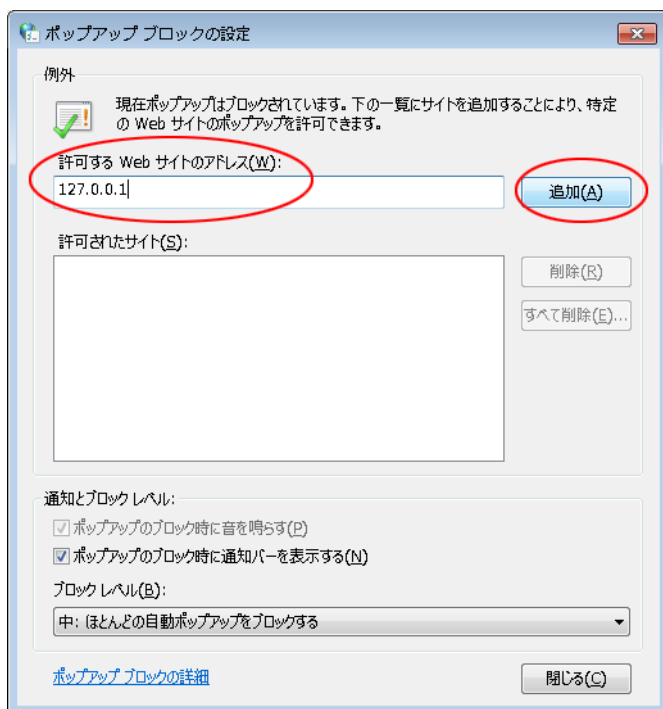 ポップアップ ブロックの設定
例外
現在ポップアップはブロックされています。下の一覧にサイトを追加することにより、特定
の Web サイトのポップアップを許可できます。
許可する Web サイトのアドレス(W):
127.0.0.1
追加(A)
許可されたサイト(S):
削除(R)
すべて削除(E)...
通知とブロック レベル:
ポップアップのブロック時に音を鳴らす(P)
ポップアップのブロック時に通知バーを表示する(N)
ブロック レベル(B):
中: ほとんどの自動ポップアップをブロックする
ポップアップ ブロックの詳細
閉じる(C)